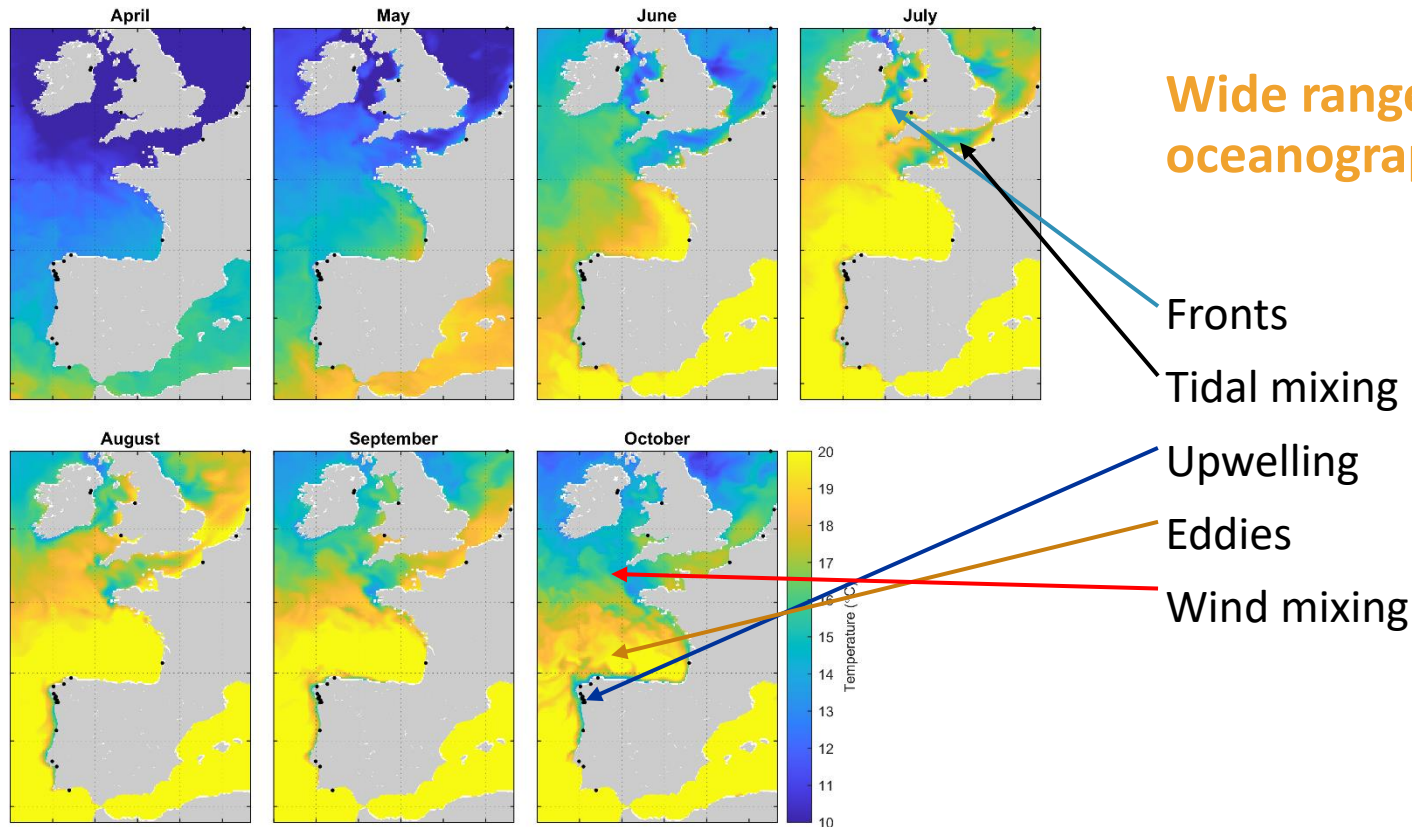 April
May
June
July
Wide range
oceanograp
Fronts
Tidal mixing
Upwelling
Eddies
Wind mixing
August
September
October
20
19
18
17
16
15
14
13
12
11
10
Temperature (°C)